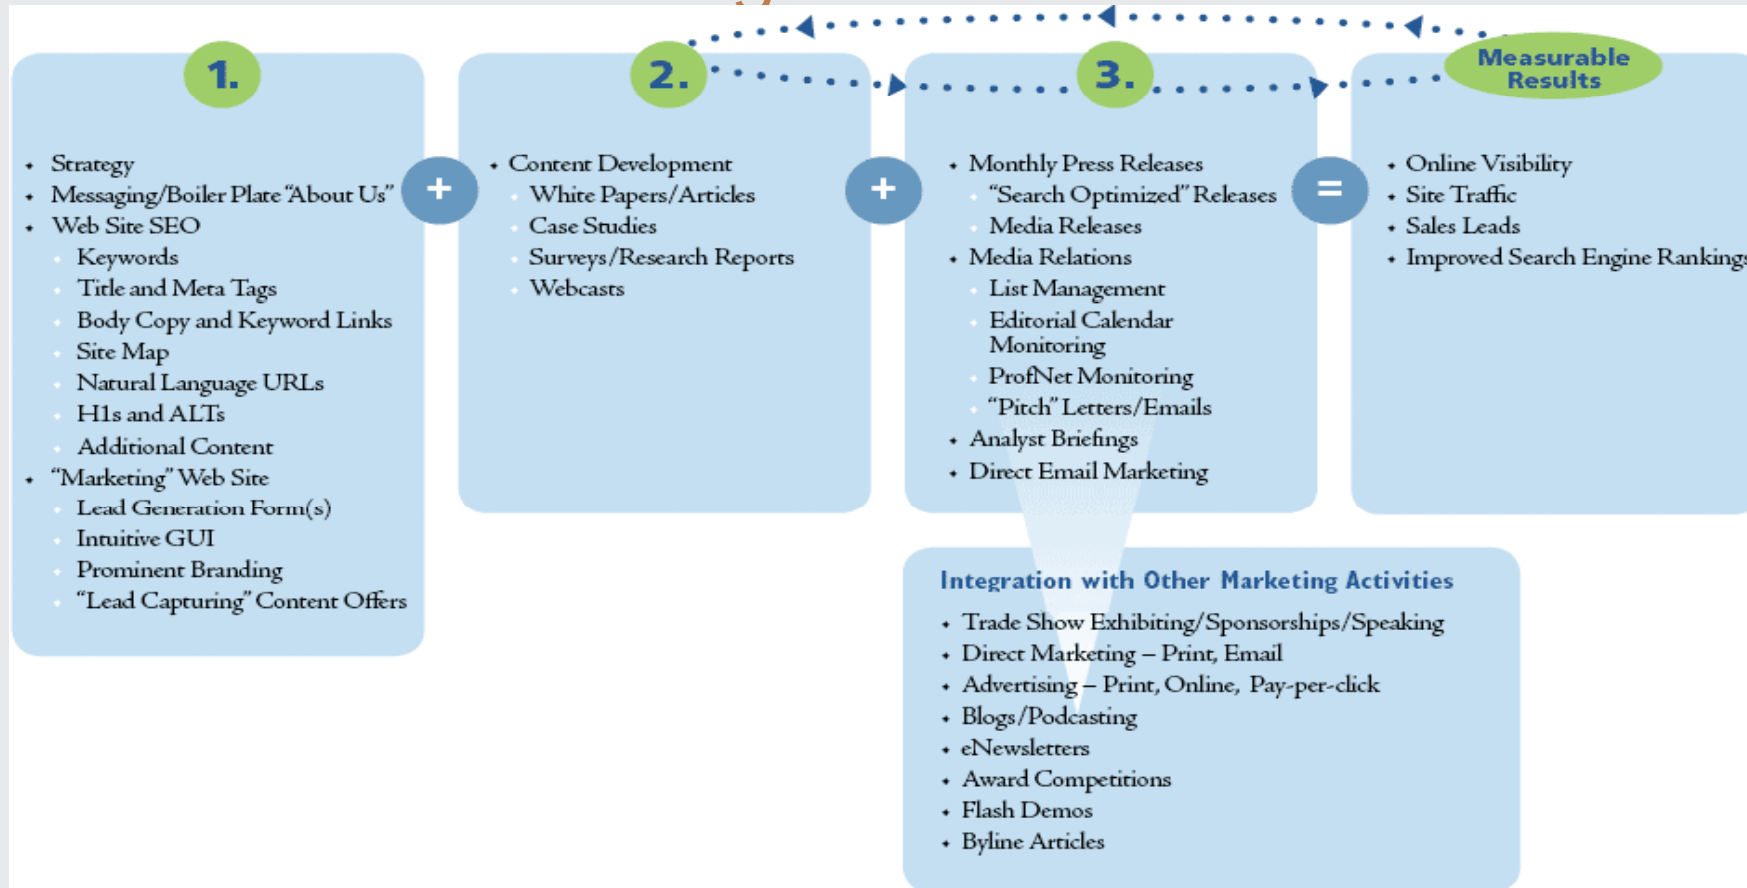 1.
Strategy
Messaging/Boiler Plate “About Us”
Web Site SEO
Keywords
Title and Meta Tags
Body Copy and Keyword Links
Site Map
Natural Language URLs
H1s and ALTs
Additional Content
“Marketing” Web Site
Lead Generation Form(s)
Intuitive GUI
Prominent Branding
“Lead Capturing” Content Offers
+
2.
Content Development
White Papers/Articles
Case Studies
Surveys/Research Reports
Webcasts
+
3.
Monthly Press Releases
“Search Optimized” Releases
Media Releases
Media Relations
List Management
Editorial Calendar
Monitoring
ProfNet Monitoring
“Pitch” Letters/Emails
Analyst Briefings
Direct Email Marketing
=
Measurable
Results
Online Visibility
Site Traffic
Sales Leads
Improved Search Engine Rankings
Integration with Other Marketing Activities
Trade Show Exhibiting/Sponsorships/Speaking
Direct Marketing – Print, Email
Advertising – Print, Online, Pay-per-click
Blogs/Podcasting
eNewsletters
Award Competitions
Flash Demos
Byline Articles